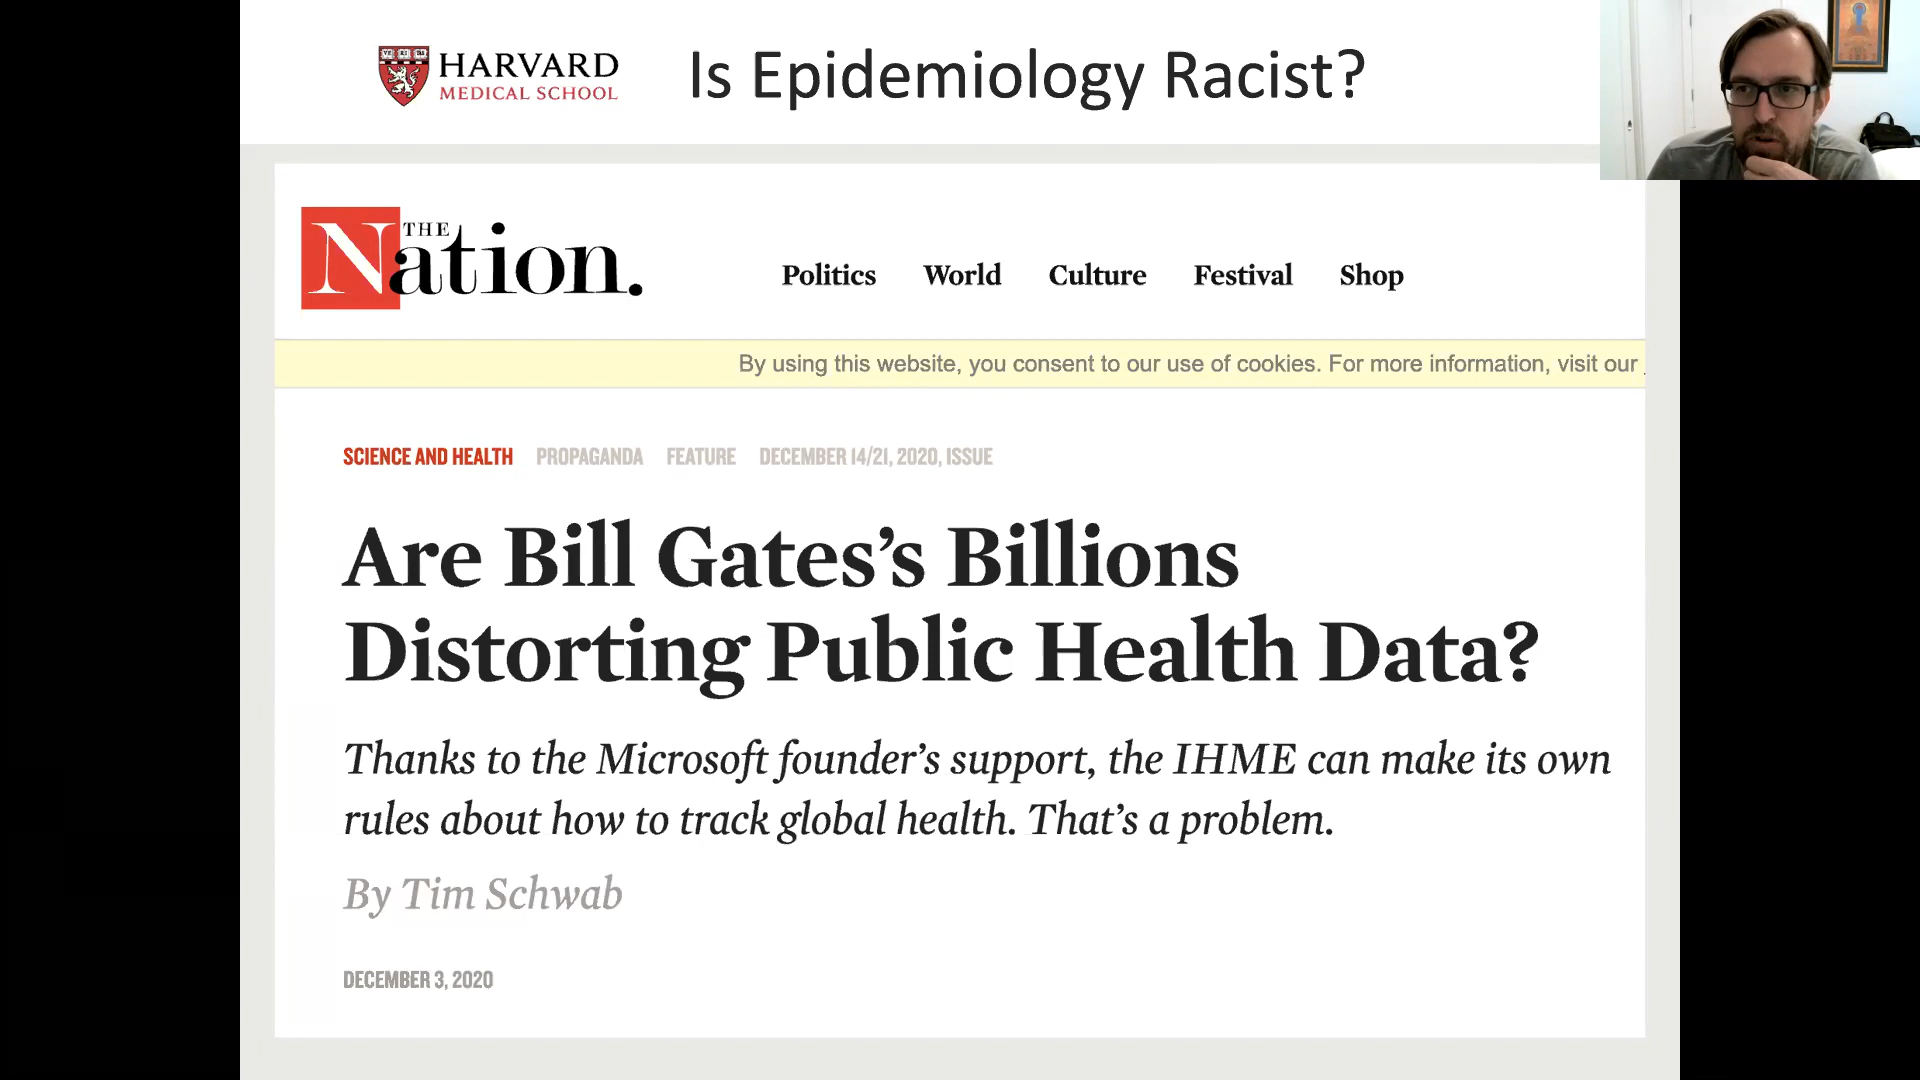 HARVARD
MEDICAL SCHOOL
Is Epidemiology Racist?
THE
Nation.
Politics World Culture Festival Shop
By using this website, you consent to our use of cookies. For more information, visit our
SCIENCE AND HEALTH PROPAGANDA FEATURE DECEMBER 14/21, 2020, ISSUE
Are Bill Gates’s Billions
Distorting Public Health Data?
Thanks to the Microsoft founder’s support, the IHME can make its own
rules about how to track global health. That’s a problem.
By Tim Schwab
DECEMBER 3, 2020